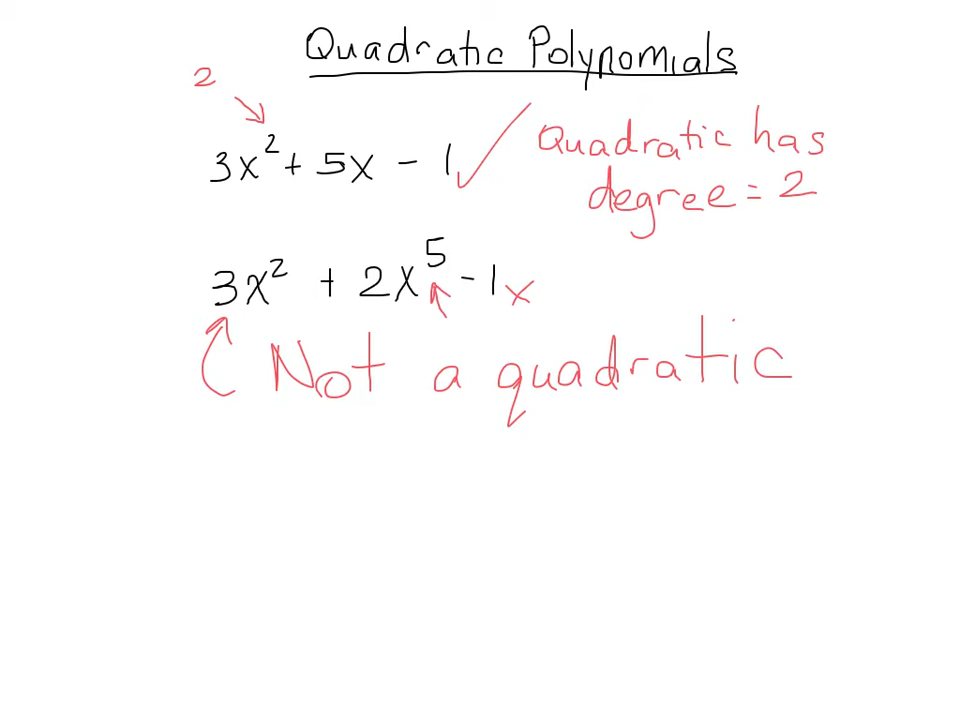 Quadratic Polynomials
2
3x² + 5x - 1 ✓ Quadratic has
degree = 2
3x² + 2x⁵ - 1 x
Not a quadratic